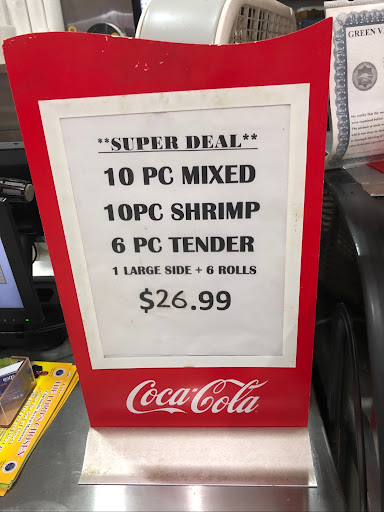 GREEN V
**SUPER DEAL**
10 PC MIXED
10PC SHRIMP
6 PC TENDER
1 LARGE SIDE + 6 ROLLS
$26.99
Coca-Cola